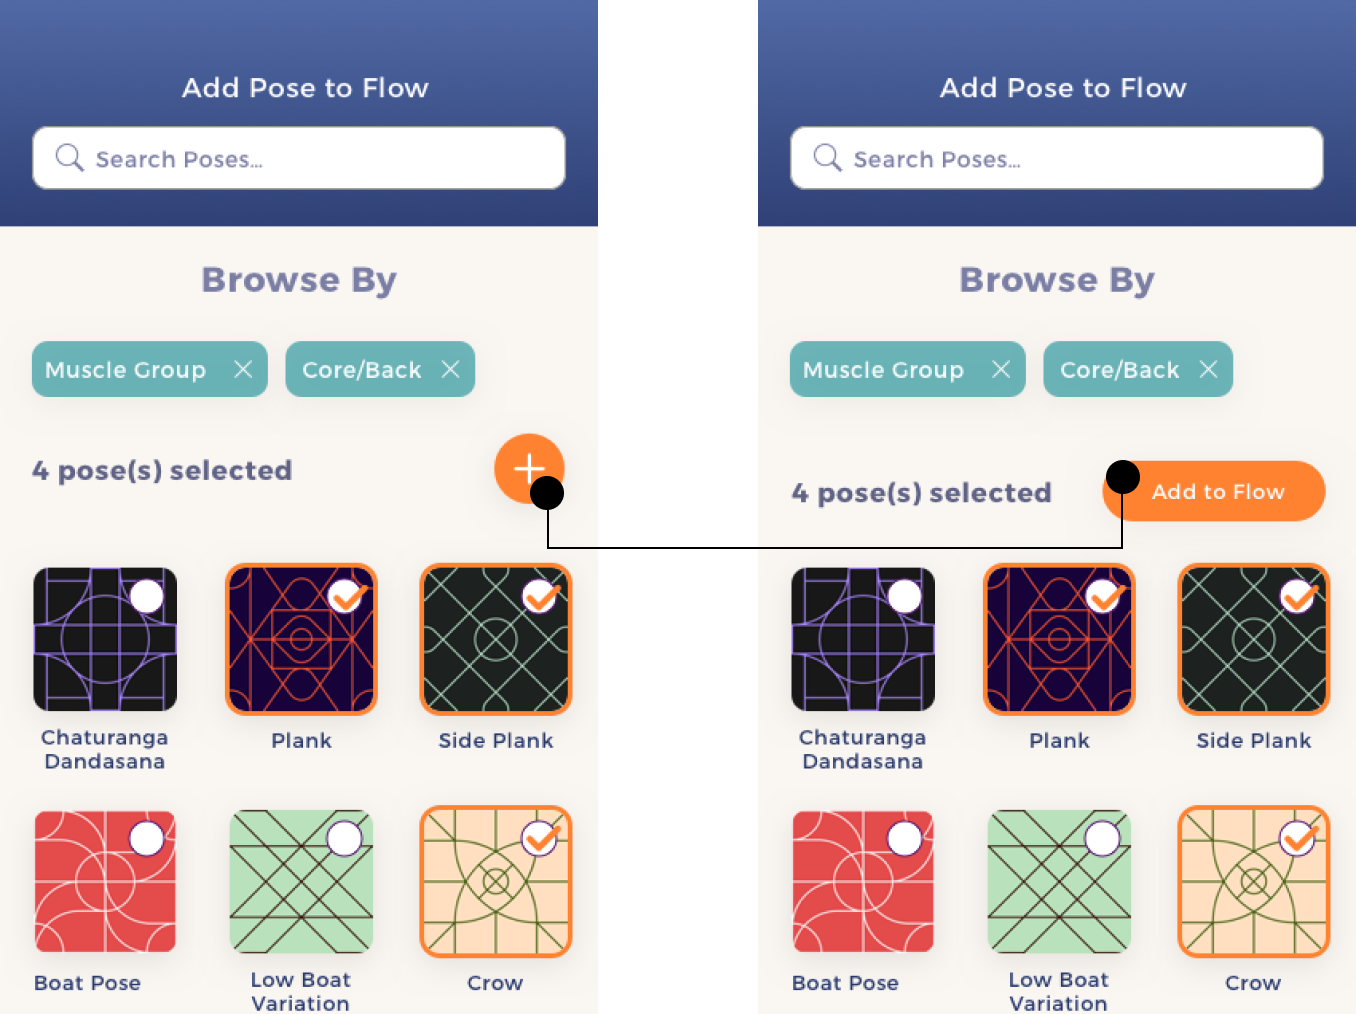 Add Pose to Flow
Search Poses...
Browse By
Muscle Group
Core/Back
4 pose(s) selected
Chaturanga
Dandasana
Plank
Side Plank
Boat Pose
Low Boat
Variation
Crow
Add Pose to Flow
Search Poses...
Browse By
Muscle Group
Core/Back
4 pose(s) selected
Add to Flow
Chaturanga
Dandasana
Plank
Side Plank
Boat Pose
Low Boat
Variation
Crow